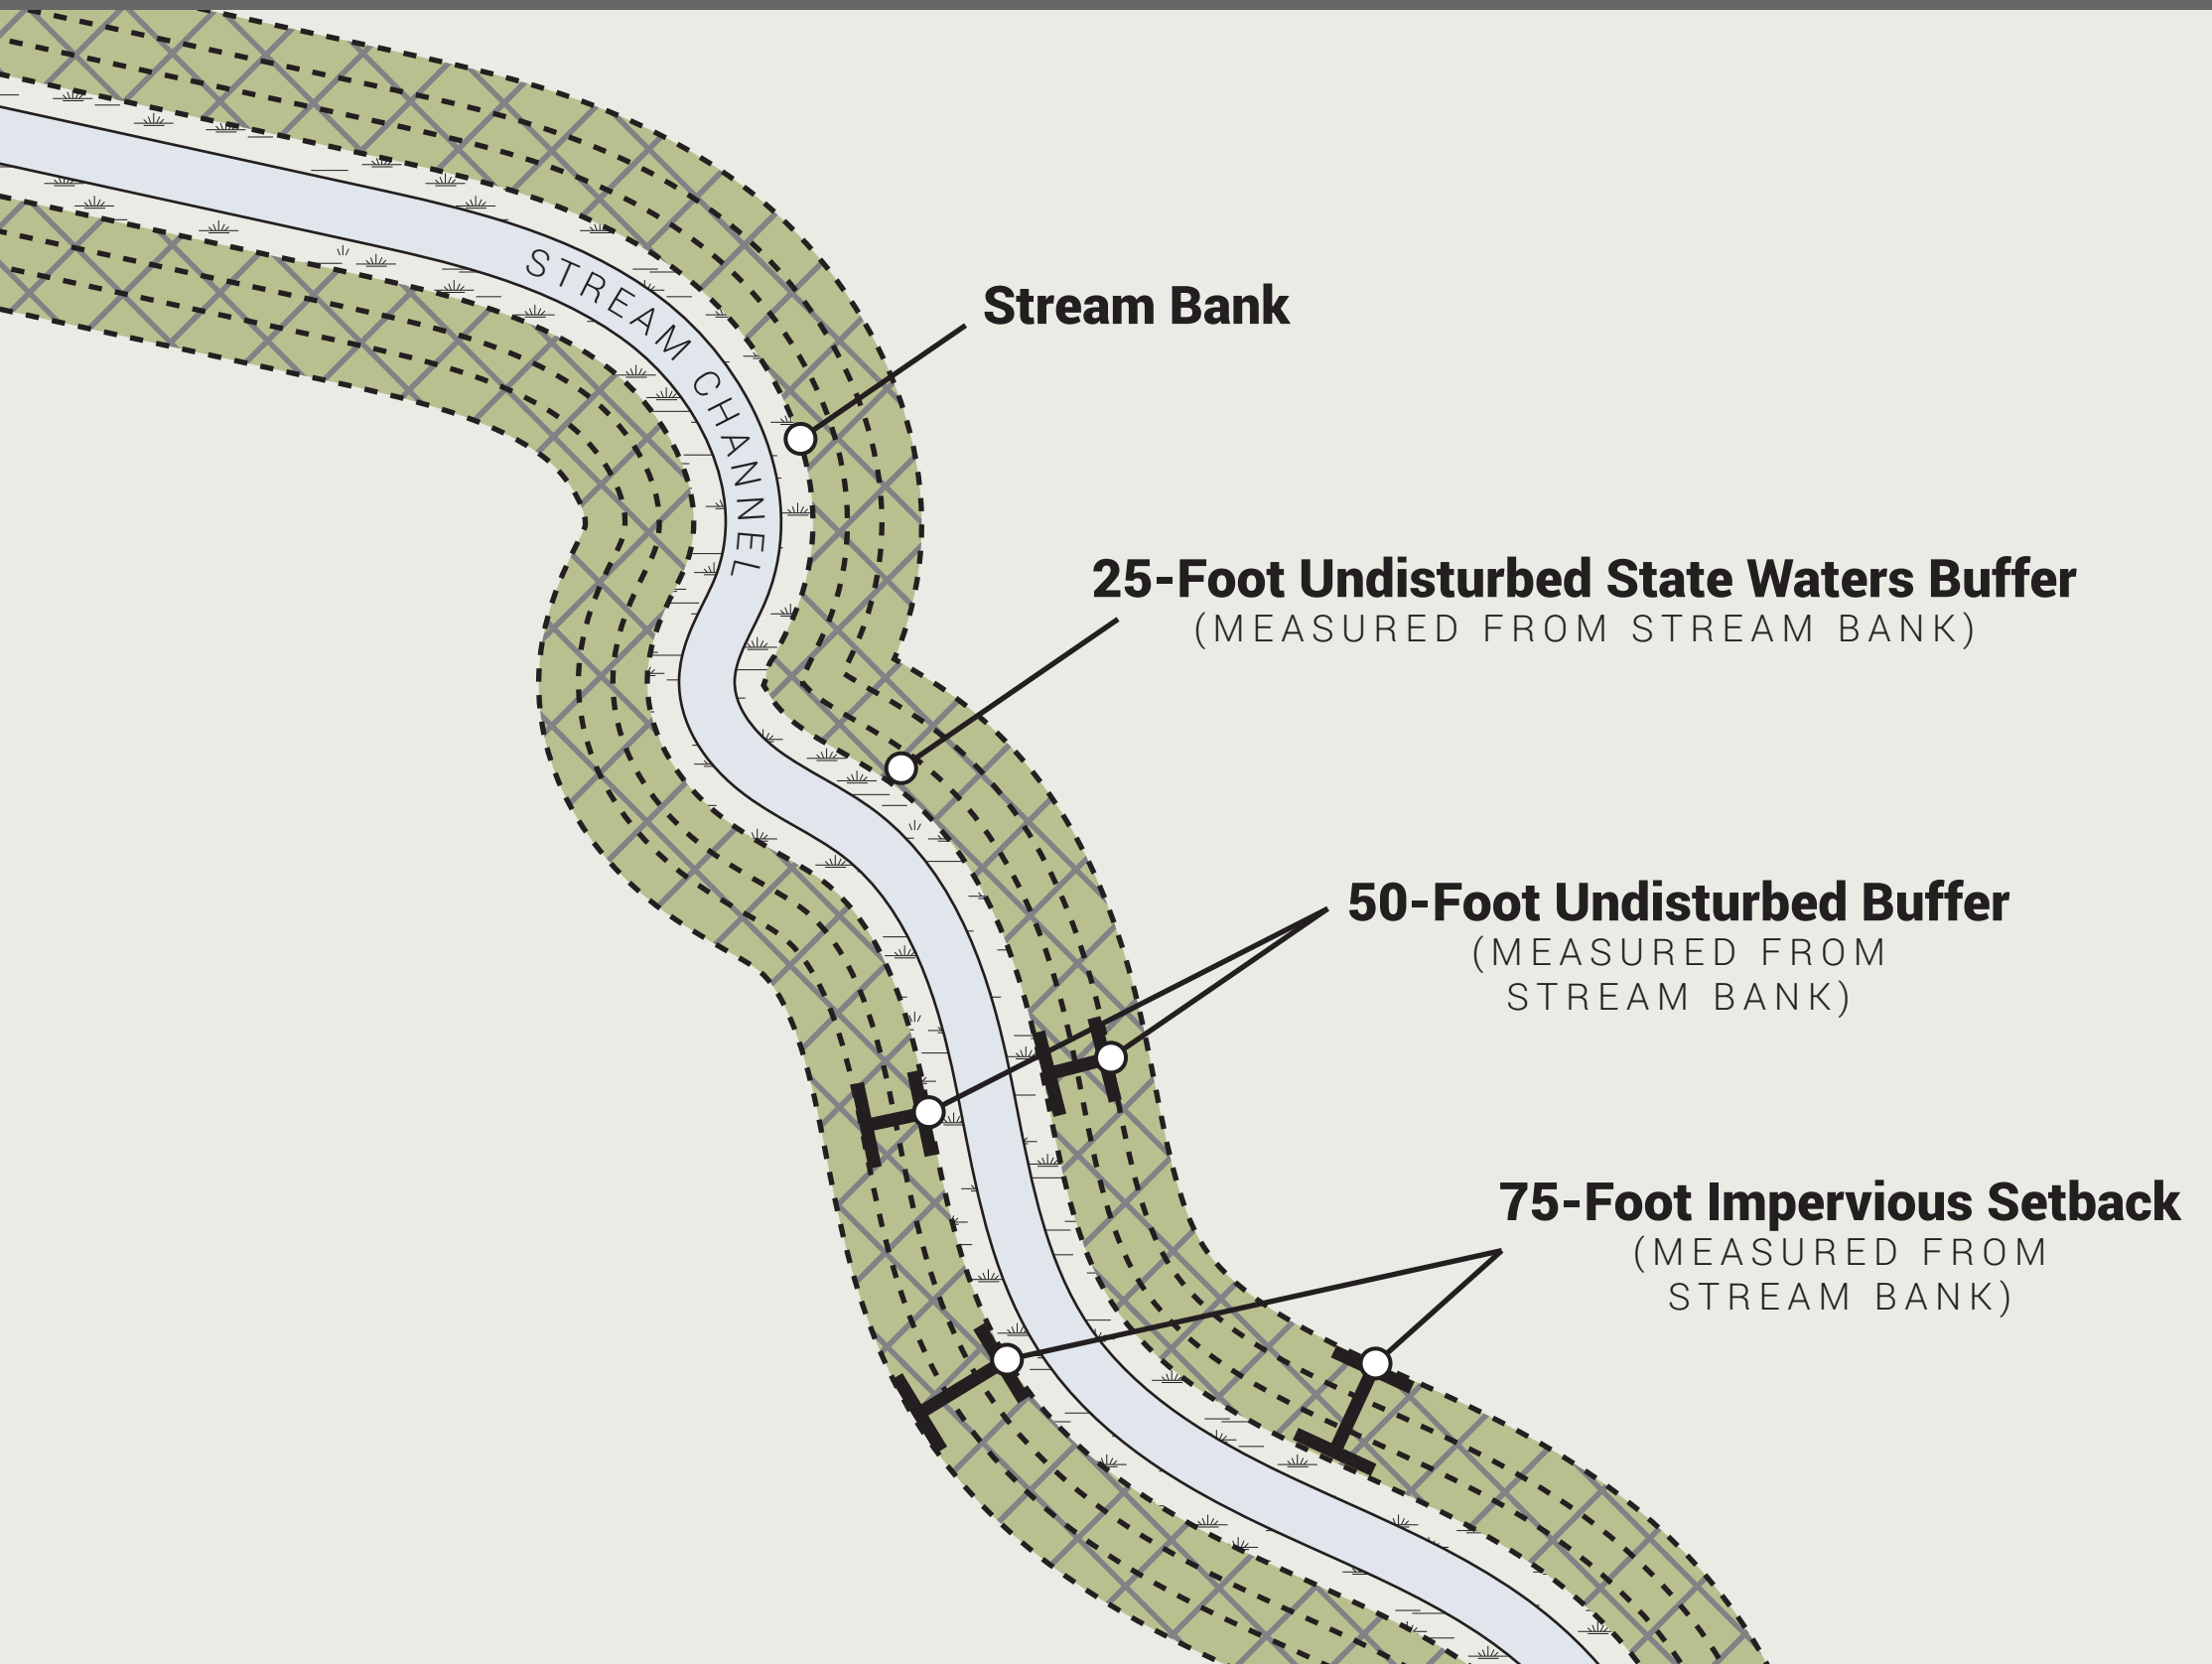 STREAM CHANNEL
Stream Bank
25-Foot Undisturbed State Waters Buffer
(MEASURED FROM STREAM BANK)
50-Foot Undisturbed Buffer
(MEASURED FROM
STREAM BANK)
75-Foot Impervious Setback
(MEASURED FROM
STREAM BANK)